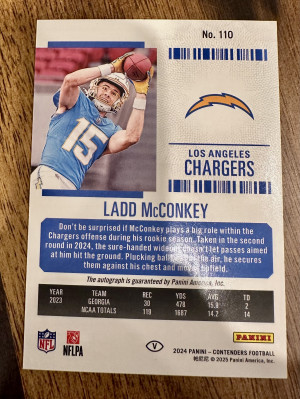 No. 110
15
LOS ANGELES
CHARGERS
LADD McCONKEY
Don't be surprised if McConkey plays a big role within the
Chargers offense during his rookie season. Taken in the second
round in 2024, the sure-handed wideout doesn't let passes aimed
at him hit the ground. Plucking balls out of the air, he secures
them against his chest and moves upfield.
The autograph is guaranteed by Panini America, Inc.
YEAR TEAM REC YDS AVG TD
2023 GEORGIA 30 478 15.9 2
NCAA TOTALS 119 1687 14.2 14
NFL
NFLPA
V
PANINI
2024 PANINI – CONTENDERS FOOTBALL
© 2025 Panini America, Inc.